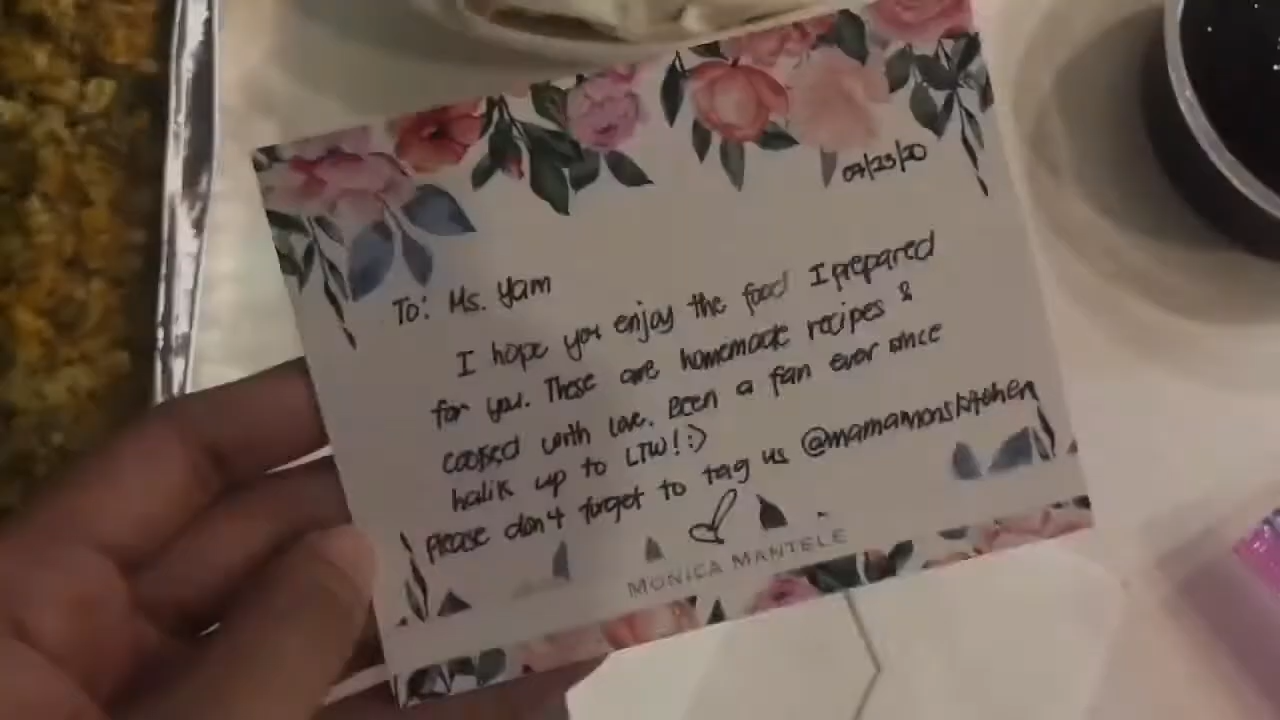 07/23/20
To: Ms. Yam
I hope you enjoy the food I prepared
for you. These are homemade recipes &
cooked with love. Been a fan ever since
halik up to LTW! :)
please don't forget to tag us @mamamonskitchen
MONICA MANTELE